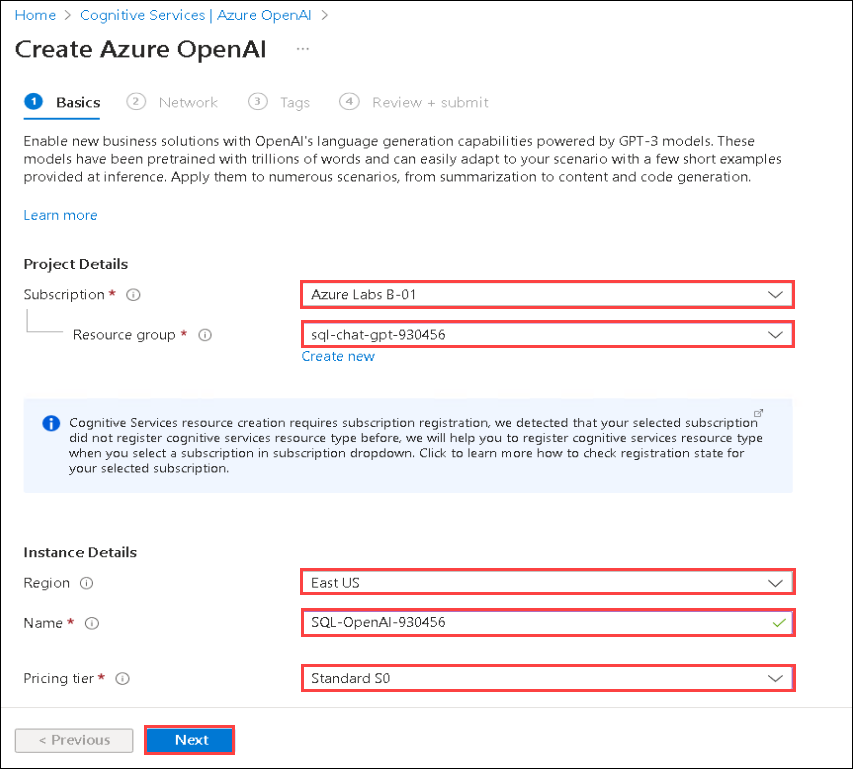 Home > Cognitive Services | Azure OpenAI >
Create Azure OpenAI ...
1 Basics 2 Network 3 Tags 4 Review + submit
Enable new business solutions with OpenAI's language generation capabilities powered by GPT-3 models. These
models have been pretrained with trillions of words and can easily adapt to your scenario with a few short examples
provided at inference. Apply them to numerous scenarios, from summarization to content and code generation.
Learn more
Project Details
Subscription * Azure Labs B-01
Resource group * sql-chat-gpt-930456
Create new
Cognitive Services resource creation requires subscription registration, we detected that your selected subscription
did not register cognitive services resource type before, we will help you to register cognitive services resource type
when you select a subscription in subscription dropdown. Click to learn more how to check registration state for
your selected subscription.
Instance Details
Region East US
Name * SQL-OpenAI-930456
Pricing tier * Standard S0
< Previous Next